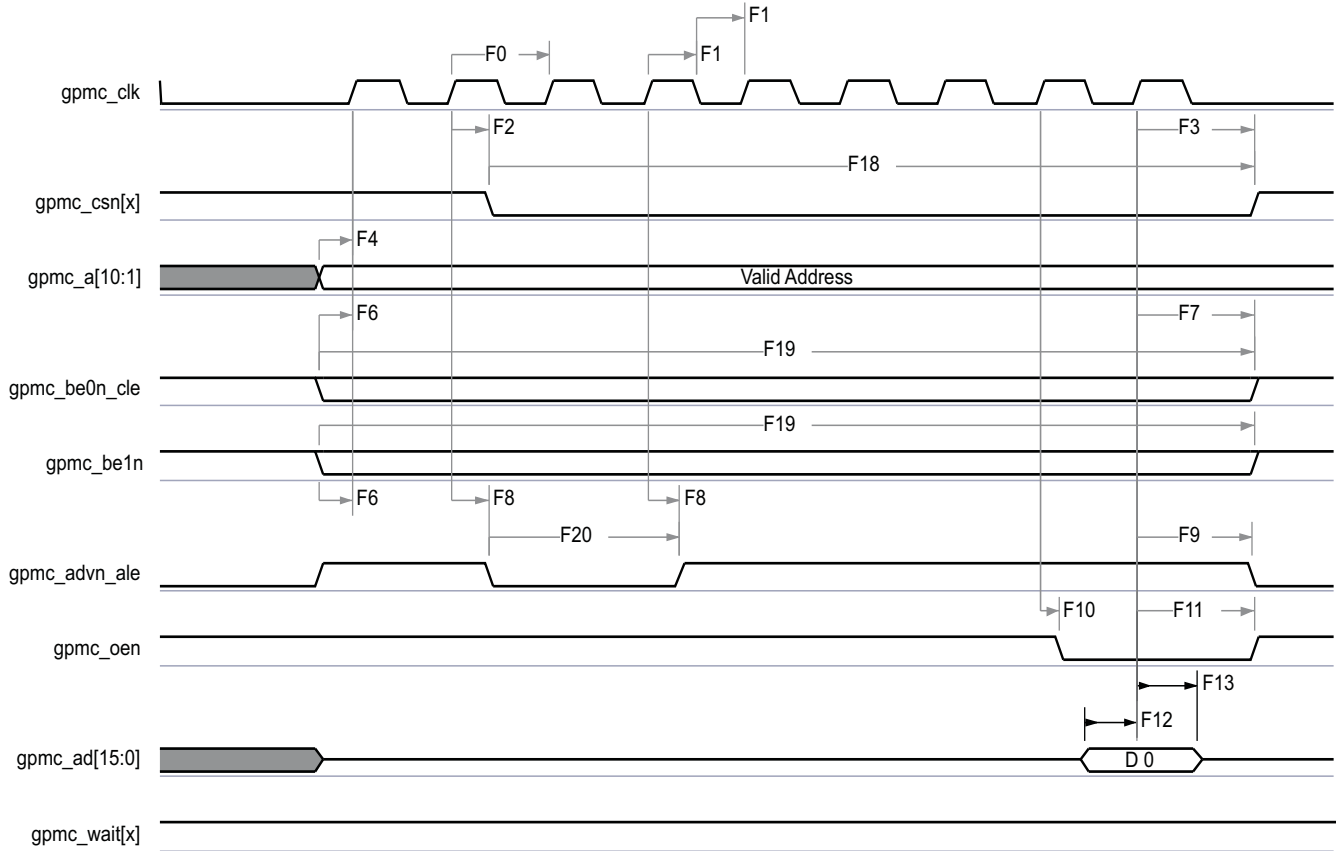 F1
F0
F1
gpmc_clk
F2
F3
F18
gpmc_csn[x]
F4
gpmc_a[10:1]
Valid Address
F6
F7
F19
gpmc_be0n_cle
F19
gpmc_be1n
F6
F8
F8
F20
F9
gpmc_advn_ale
F10
F11
gpmc_oen
F13
F12
gpmc_ad[15:0]
D 0
gpmc_wait[x]